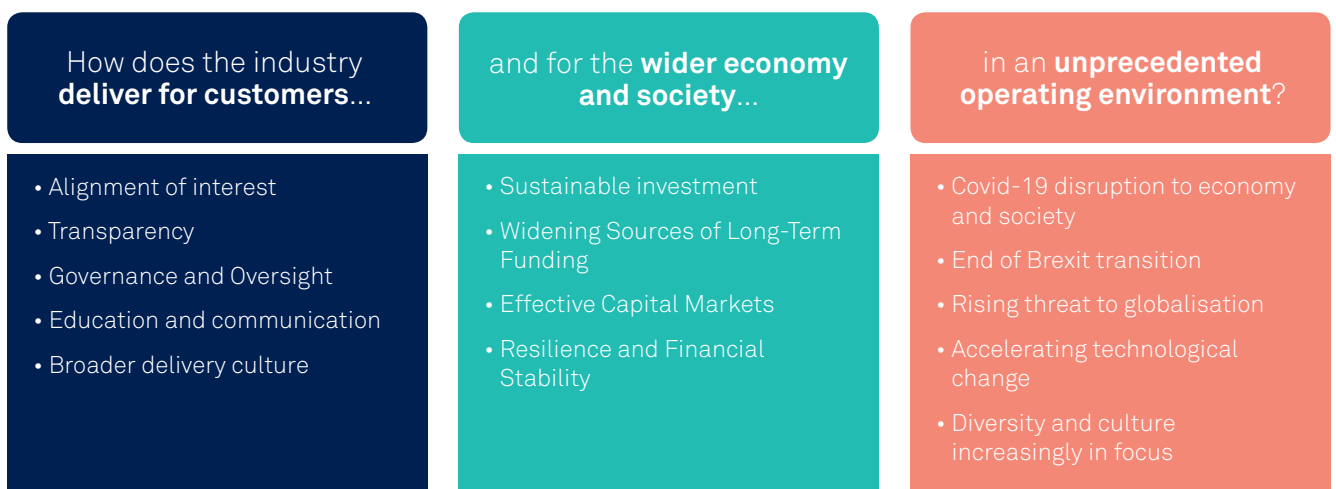 How does the industry
deliver for customers...
• Alignment of interest
• Transparency
• Governance and Oversight
• Education and communication
• Broader delivery culture
and for the wider economy
and society...
• Sustainable investment
• Widening Sources of Long-Term
Funding
• Effective Capital Markets
• Resilience and Financial
Stability
in an unprecedented
operating environment?
• Covid-19 disruption to economy
and society
• End of Brexit transition
• Rising threat to globalisation
• Accelerating technological
change
• Diversity and culture
increasingly in focus